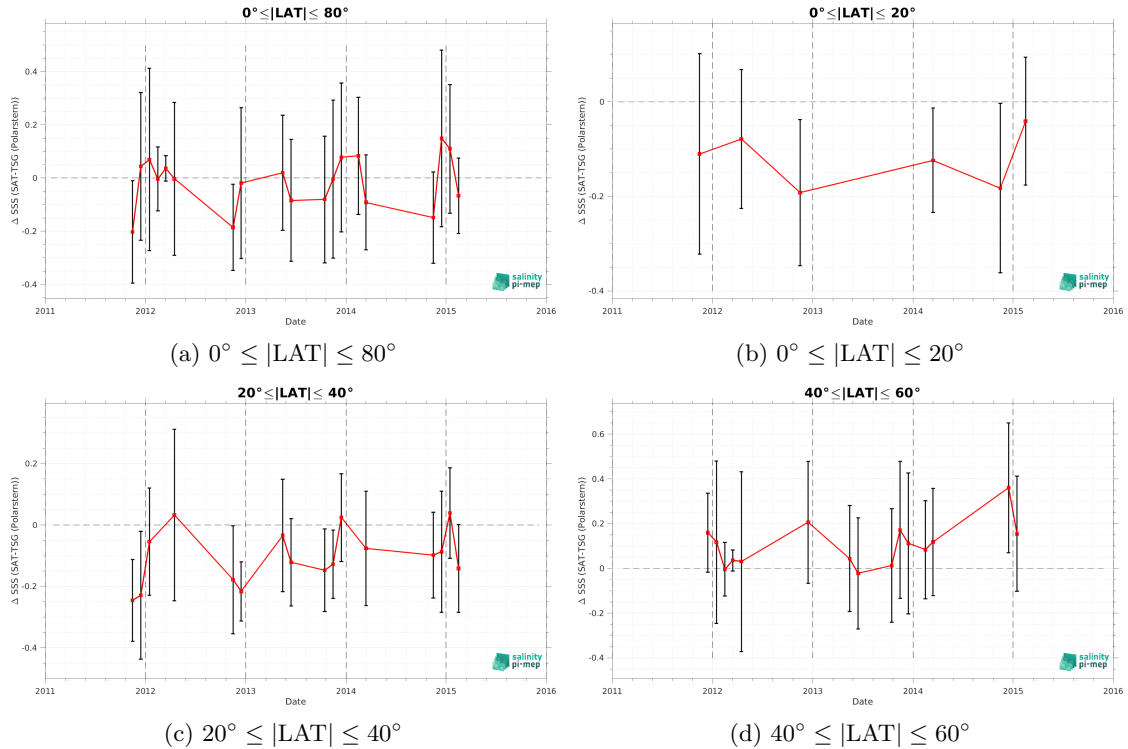 0°≤|LAT|≤ 80°
Δ SSS (SAT-TSG (Polarstern))
0.4
0.2
0
-0.2
-0.4
salinity
pi-mep
2011 2012 2013 2014 2015 2016
Date
(a) 0° ≤ |LAT| ≤ 80°
0°≤|LAT|≤ 20°
Δ SSS (SAT-TSG (Polarstern))
0
-0.2
-0.4
salinity
pi-mep
2011 2012 2013 2014 2015 2016
Date
(b) 0° ≤ |LAT| ≤ 20°
20°≤|LAT|≤ 40°
Δ SSS (SAT-TSG (Polarstern))
0.2
0
-0.2
-0.4
salinity
pi-mep
2011 2012 2013 2014 2015 2016
Date
(c) 20° ≤ |LAT| ≤ 40°
40°≤|LAT|≤ 60°
Δ SSS (SAT-TSG (Polarstern))
0.6
0.4
0.2
0
-0.2
-0.4
salinity
pi-mep
2011 2012 2013 2014 2015 2016
Date
(d) 40° ≤ |LAT| ≤ 60°